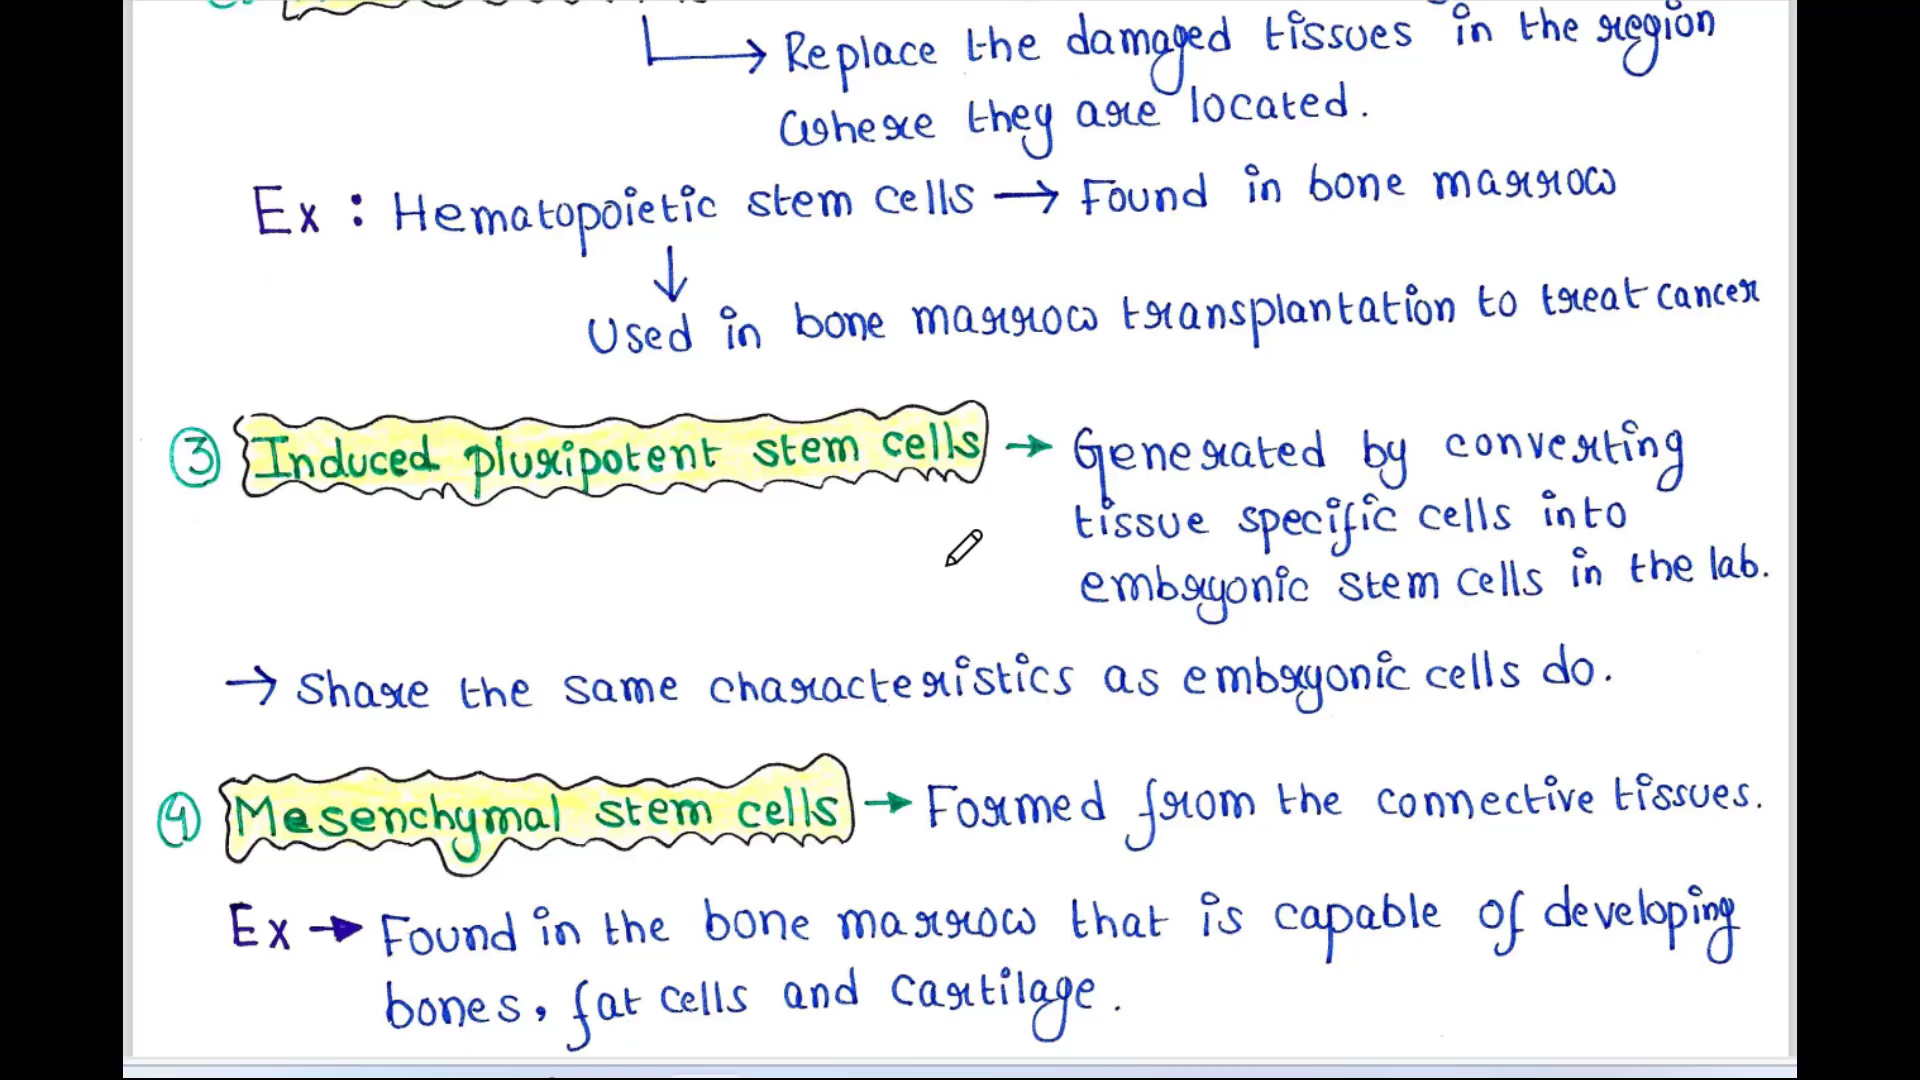 Replace the damaged tissues in the region
where they are located.
Ex : Hematopoietic stem cells → Found in bone marrow
↓
Used in bone marrow transplantation to treat cancer
③ Induced pluripotent stem cells → Generated by converting
tissue specific cells into
embryonic stem cells in the lab.
→ Share the same characteristics as embryonic cells do.
④ Mesenchymal stem cells → Formed from the connective tissues.
Ex → Found in the bone marrow that is capable of developing
bones, fat cells and cartilage.